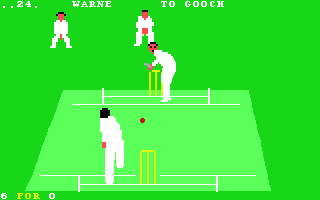 ..24. WARNE TO GOOCH
6 FOR 0